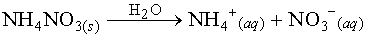 NH₄NO₃₍ₛ₎ —H₂O→ NH₄⁺(aq) + NO₃⁻(aq)